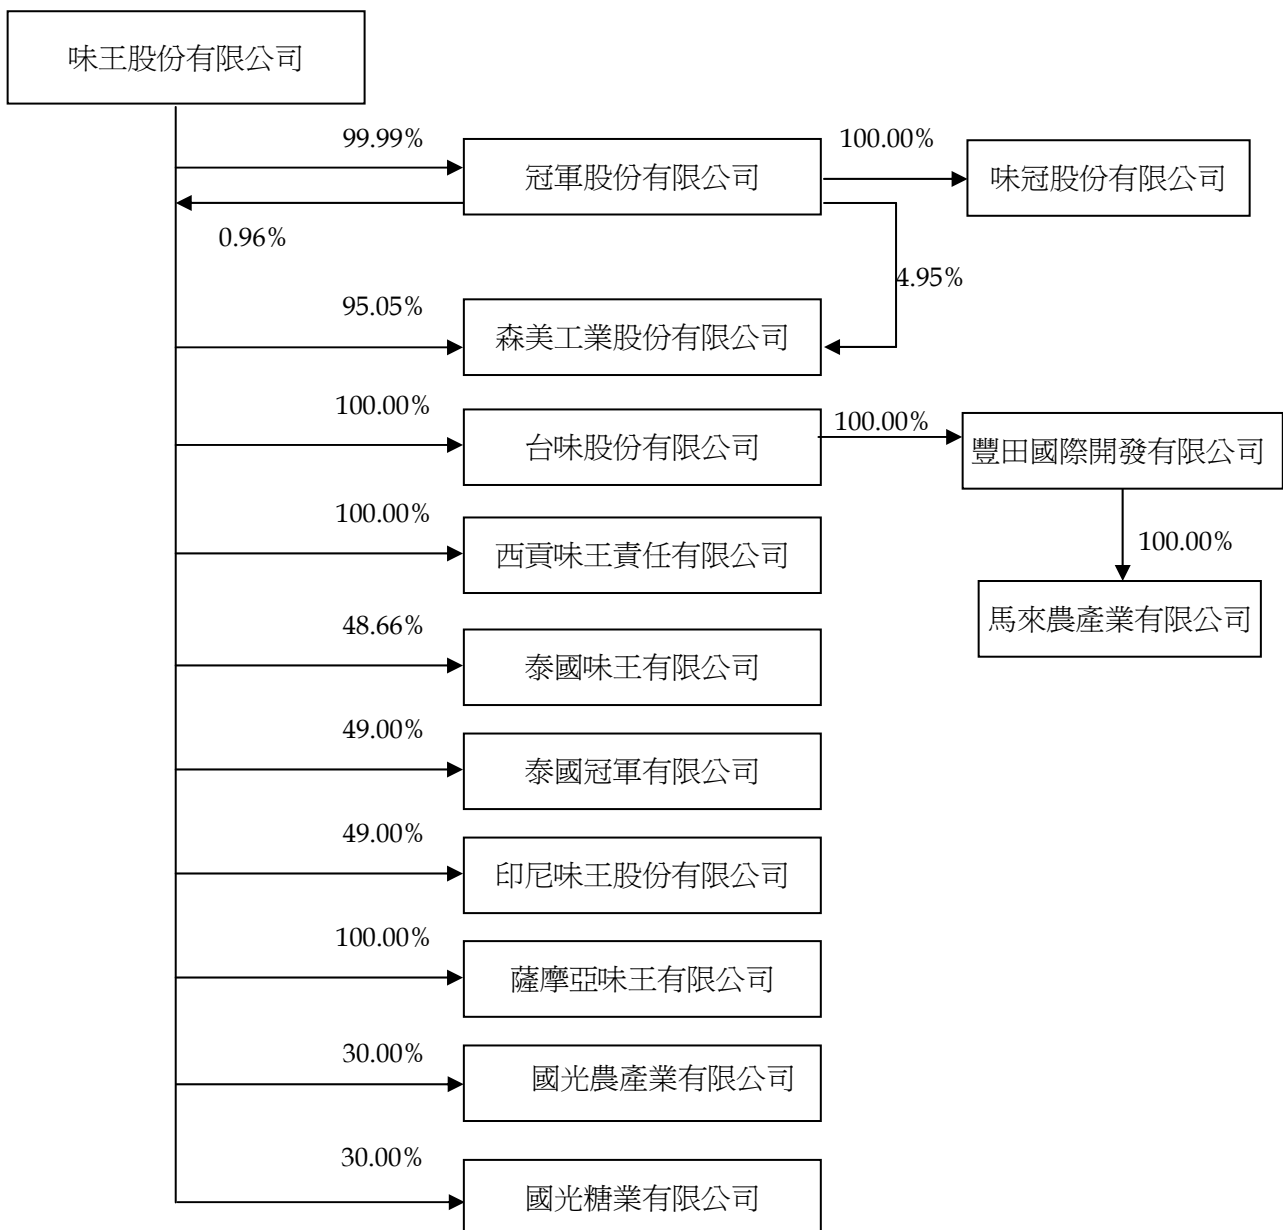 味王股份有限公司
99.99%
冠軍股份有限公司
100.00%
味冠股份有限公司
0.96%
4.95%
95.05%
森美工業股份有限公司
100.00%
台味股份有限公司
100.00%
豐田國際開發有限公司
100.00%
西貢味王責任有限公司
100.00%
馬來農產業有限公司
48.66%
泰國味王有限公司
49.00%
泰國冠軍有限公司
49.00%
印尼味王股份有限公司
100.00%
薩摩亞味王有限公司
30.00%
國光農產業有限公司
30.00%
國光糖業有限公司